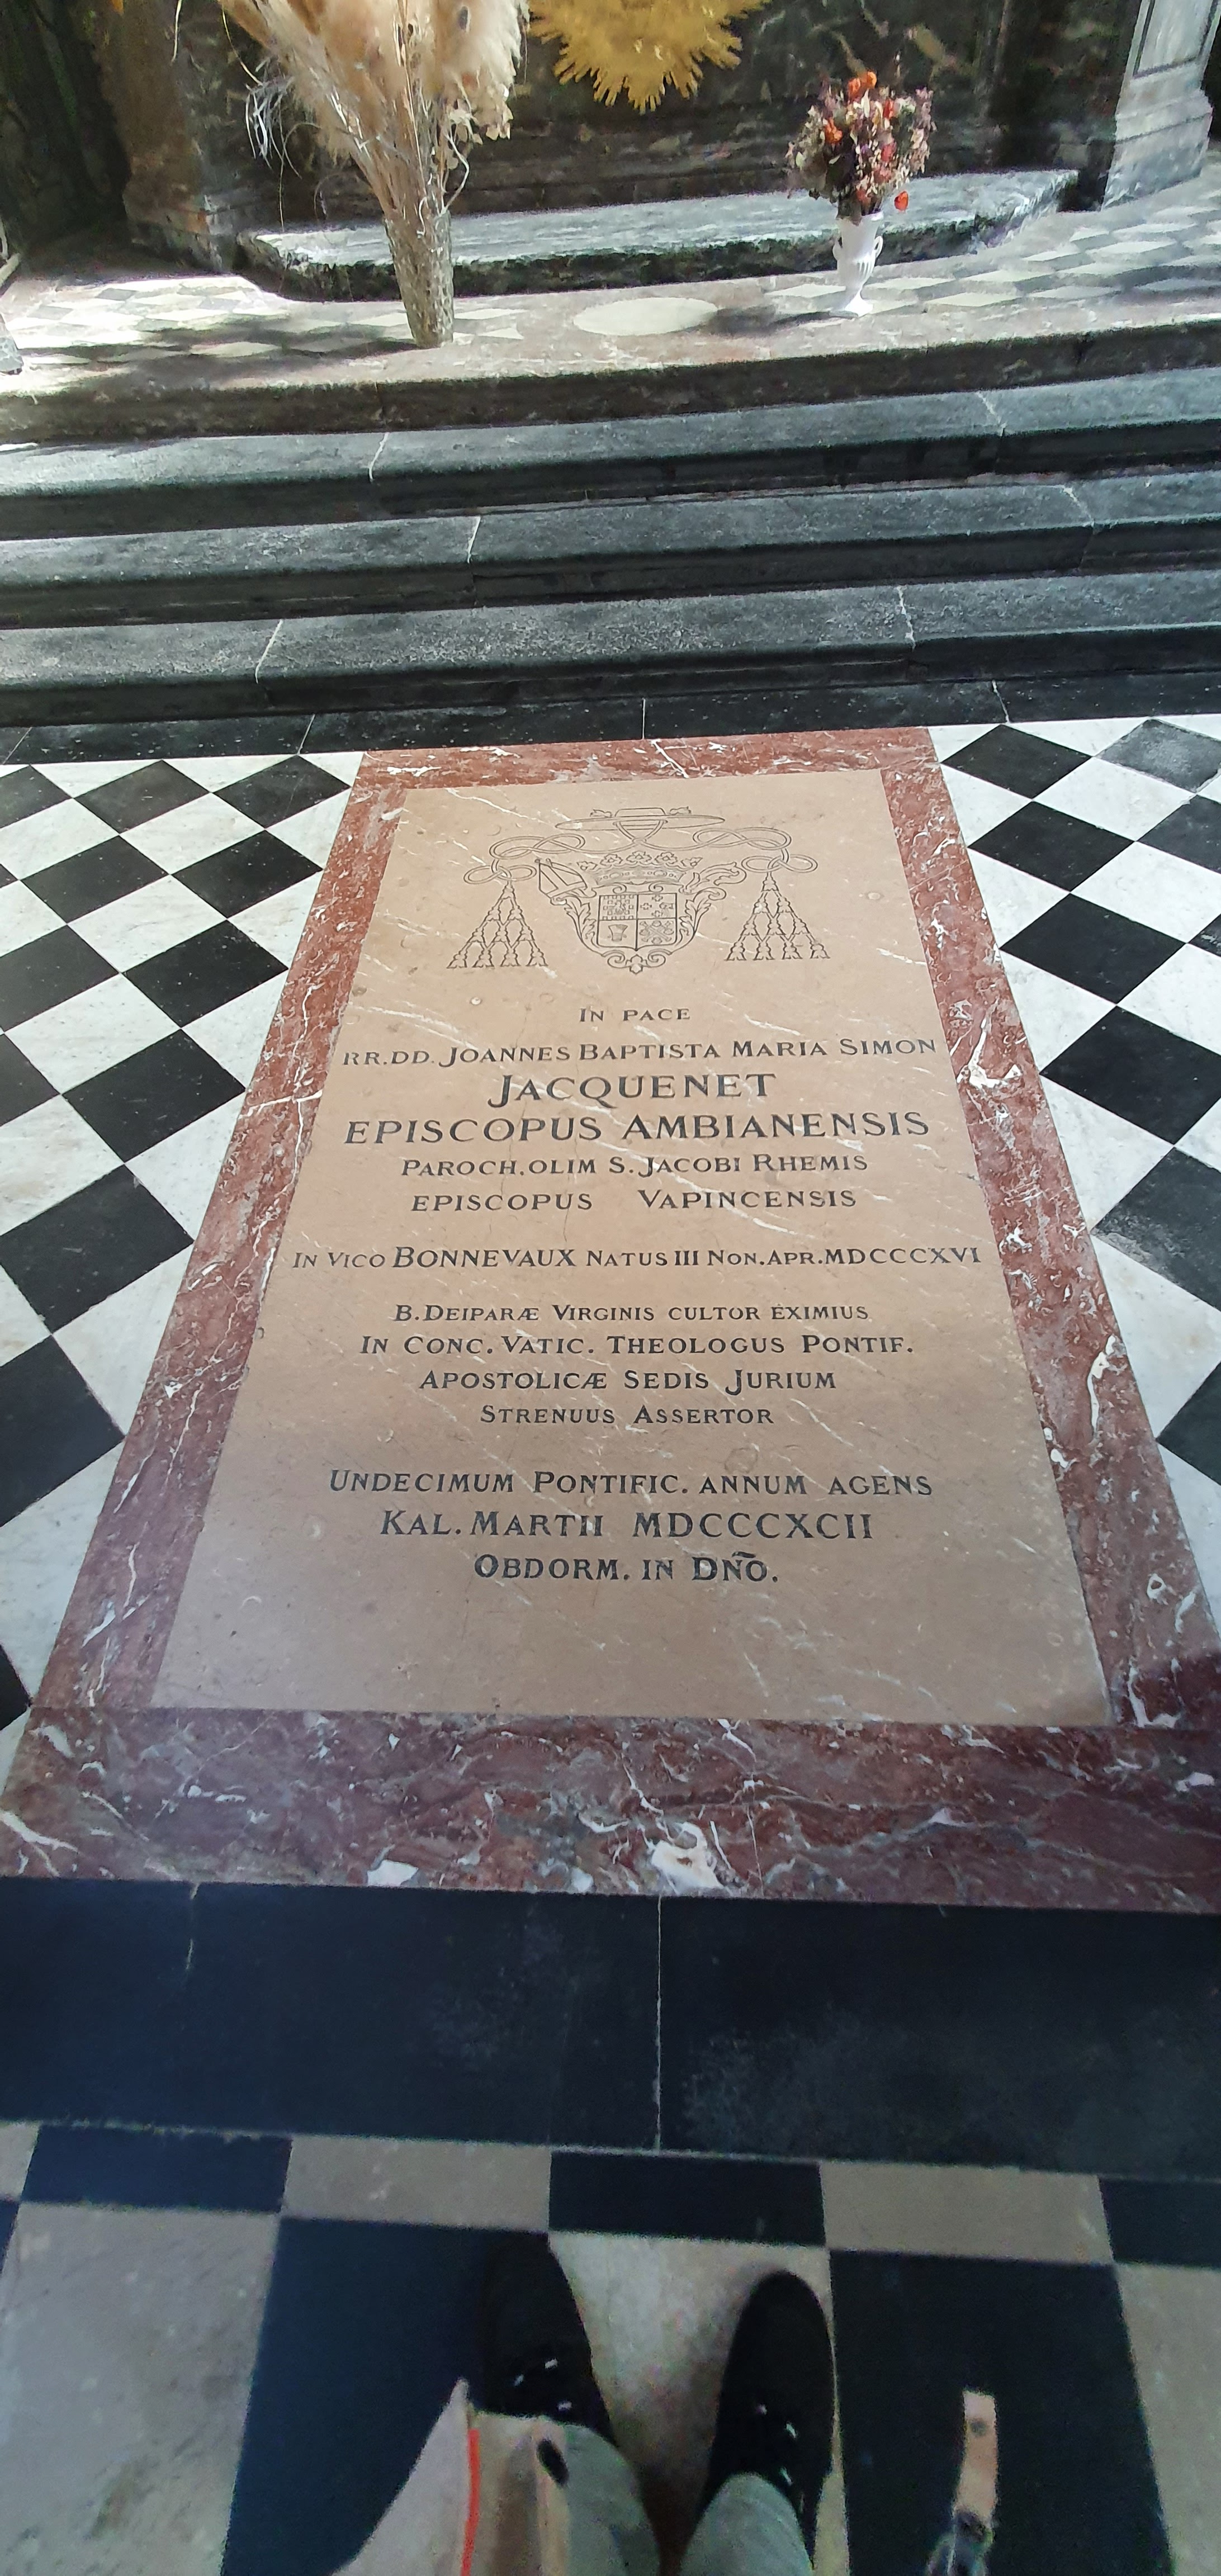 IN PACE
RR.DD. JOANNES BAPTISTA MARIA SIMON
JACQUENET
EPISCOPUS AMBIANENSIS
PAROCH. OLIM S. JACOBI RHEMIS
EPISCOPUS VAPINCENSIS
IN VICO BONNEVAUX NATUS III NON. APR. MDCCCXVI
B. DEIPARÆ VIRGINIS CULTOR EXIMIUS
IN CONC. VATIC. THEOLOGUS PONTIF.
APOSTOLICÆ SEDIS JURIUM
STRENUUS ASSERTOR
UNDECIMUM PONTIFIC. ANNUM AGENS
KAL. MARTII MDCCCXCII
OBDORM. IN DÑO.